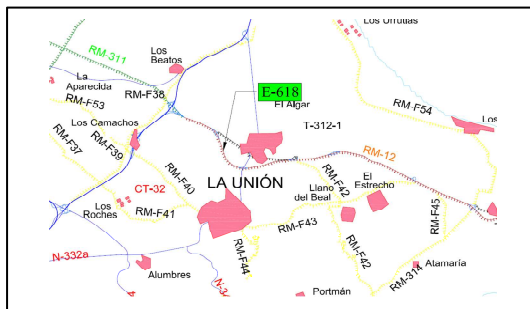 Los Urrutias
RM-311
Los
Beatos
La
Aparecida
RM-F38
E-618
El Algar
RM-F53
RM-F54
Los
Los Camachos
T-312-1
RM-F37
RM-F39
RM-12
RM-F40
CT-32
LA UNIÓN
RM-F42
El
Estrecho
Llano
del Beal
Los
Roches
RM-F41
RM-F43
RM-F45
N-332a
RM-F44
RM-F42
Atamaría
Alumbres
RM-314
Portmán